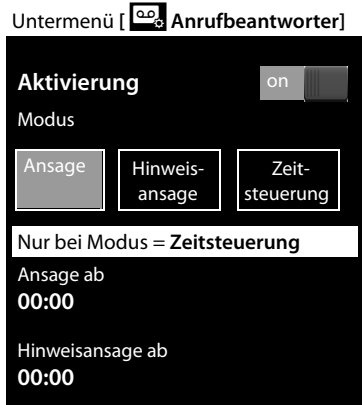 Untermenü [ Anrufbeantworter]
Aktivierung on
Modus
Ansage
Hinweis-
ansage
Zeit-
steuerung
Nur bei Modus = Zeitsteuerung
Ansage ab
00:00
Hinweisansage ab
00:00